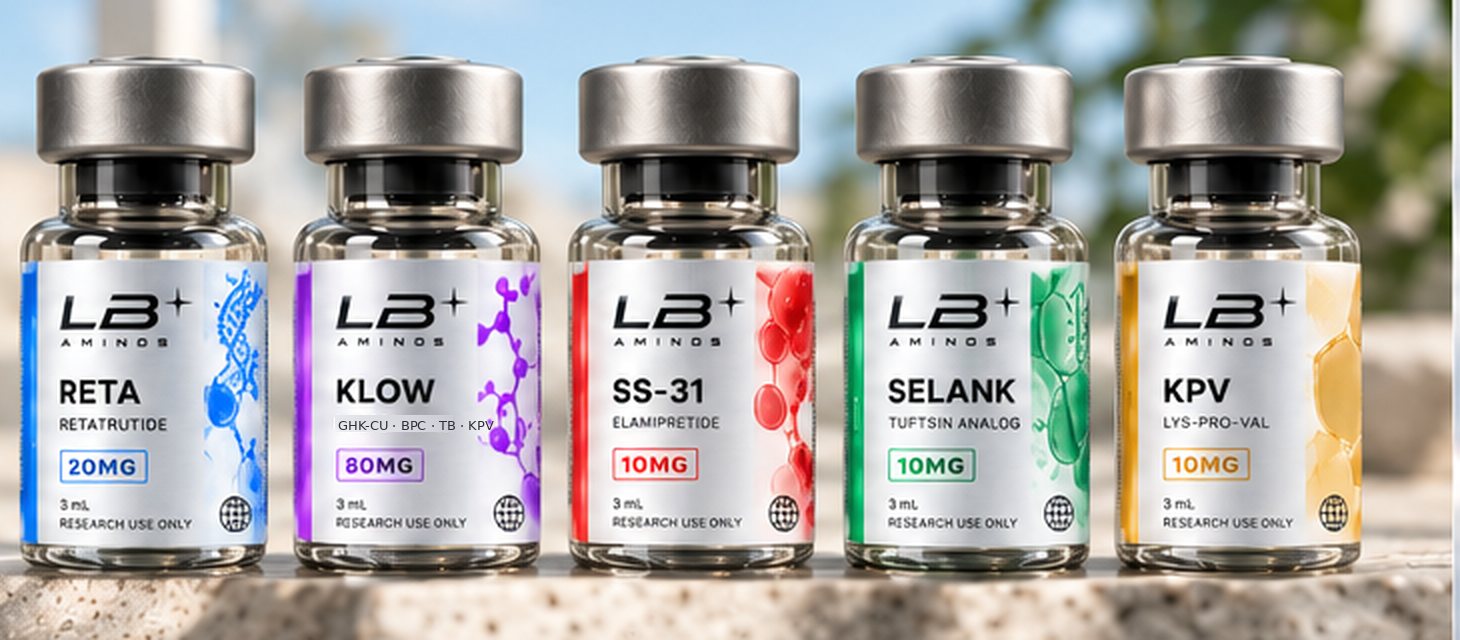 LB+
AMINOS
RETA
RETATRUTIDE
20MG
3 mL
RESEARCH USE ONLY
LB+
AMINOS
KLOW
GHK-CU · BPC · TB · KPV
80MG
3 mL
RESEARCH USE ONLY
LB+
AMINOS
SS-31
ELAMIPRETIDE
10MG
3 mL
RESEARCH USE ONLY
LB+
AMINOS
SELANK
TUFTSIN ANALOG
10MG
3 mL
RESEARCH USE ONLY
LB+
AMINOS
KPV
LYS-PRO-VAL
10MG
3 mL
RESEARCH USE ONLY